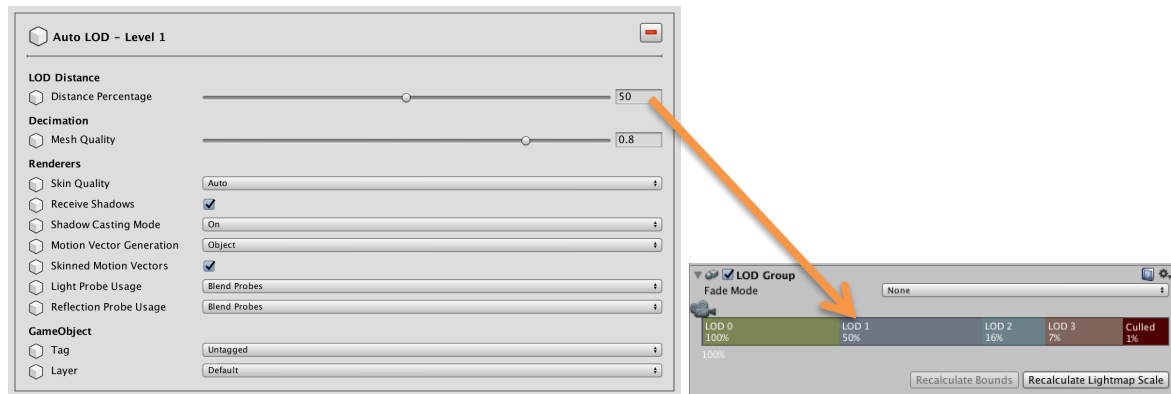 Auto LOD – Level 1
LOD Distance
Distance Percentage 50
Decimation
Mesh Quality 0.8
Renderers
Skin Quality Auto
Receive Shadows
Shadow Casting Mode On
Motion Vector Generation Object
Skinned Motion Vectors
Light Probe Usage Blend Probes
Reflection Probe Usage Blend Probes
GameObject
Tag Untagged
Layer Default
LOD Group
Fade Mode None
LOD 0 LOD 1 LOD 2 LOD 3 Culled
100% 50% 16% 7% 1%
100%
Recalculate Bounds Recalculate Lightmap Scale